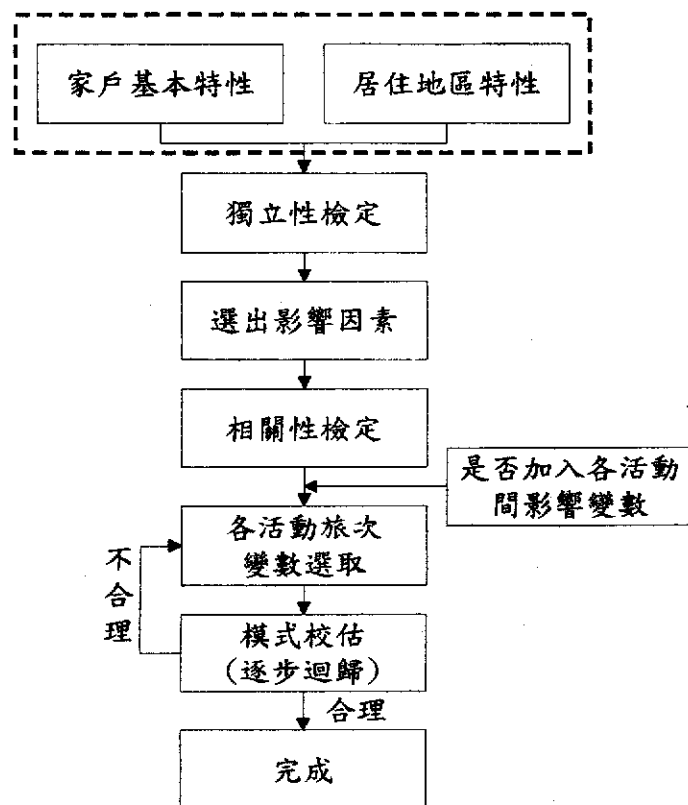 家戶基本特性
居住地區特性
獨立性檢定
選出影響因素
相關性檢定
是否加入各活動
間影響變數
各活動旅次
變數選取
不合理
模式校估
(逐步迴歸)
合理
完成